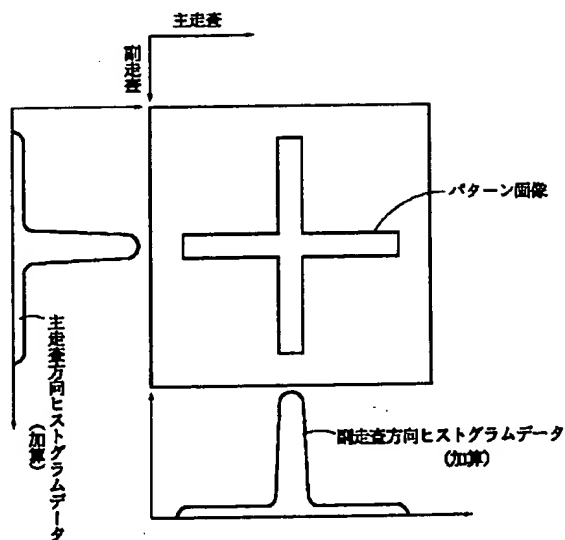 主走査
副走査
パターン画像
主走査方向ヒストグラムデータ
(加算)
副走査方向ヒストグラムデータ
(加算)